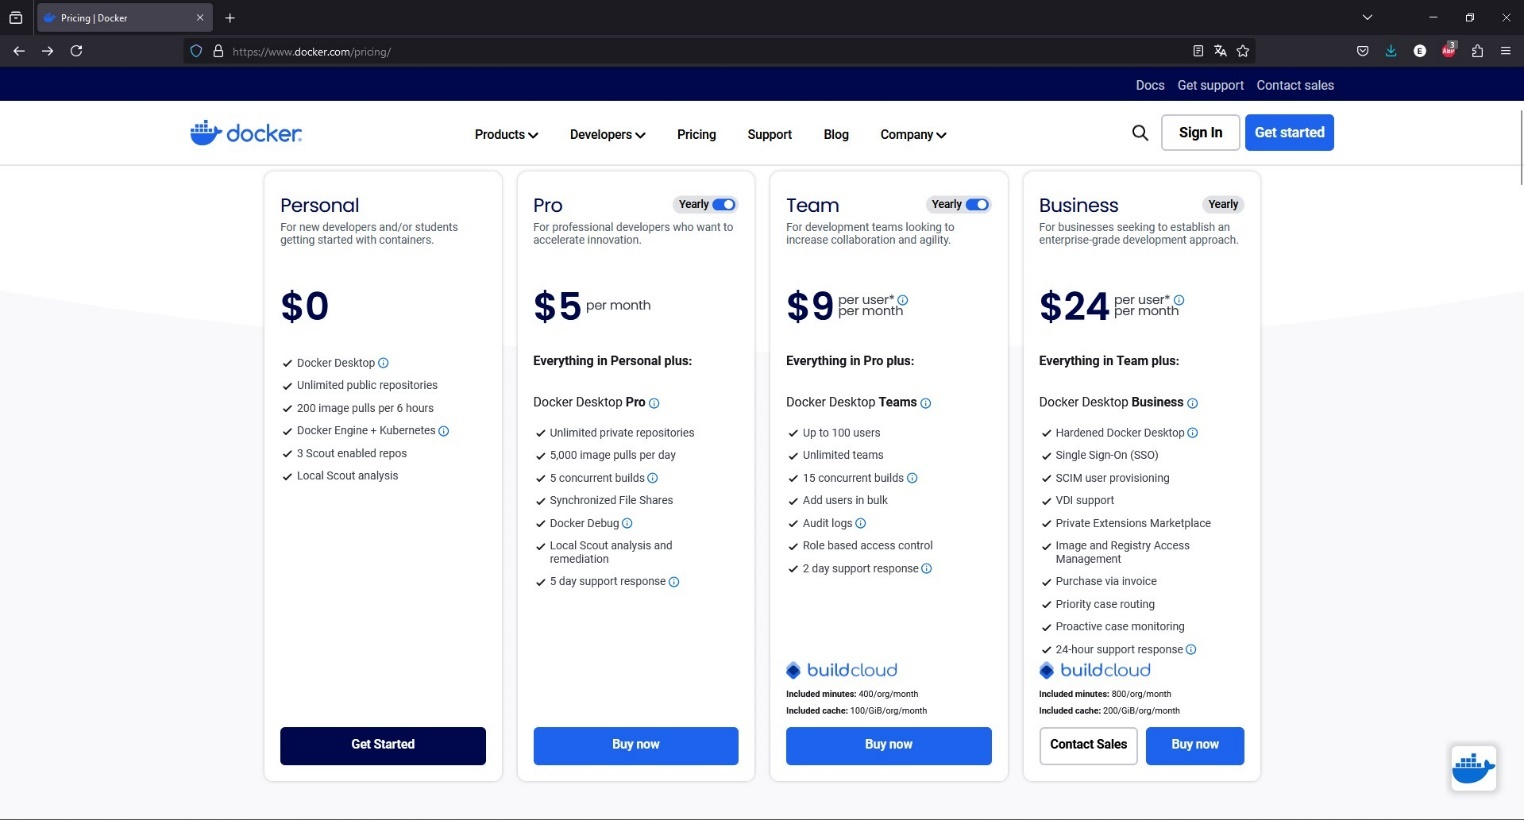 Pricing | Docker
https://www.docker.com/pricing/
3
E
ABP
Docs Get support Contact sales
docker
Products Developers Pricing Support Blog Company Sign In Get started
Personal
For new developers and/or students
getting started with containers.
$0
Docker Desktop
Unlimited public repositories
200 image pulls per 6 hours
Docker Engine + Kubernetes
3 Scout enabled repos
Local Scout analysis
Get Started
Pro Yearly
For professional developers who want to
accelerate innovation.
$5 per month
Everything in Personal plus:
Docker Desktop Pro
Unlimited private repositories
5,000 image pulls per day
5 concurrent builds
Synchronized File Shares
Docker Debug
Local Scout analysis and
remediation
5 day support response
Buy now
Team Yearly
For development teams looking to
increase collaboration and agility.
$9 per user*
per month
Everything in Pro plus:
Docker Desktop Teams
Up to 100 users
Unlimited teams
15 concurrent builds
Add users in bulk
Audit logs
Role based access control
2 day support response
buildcloud
Included minutes: 400/org/month
Included cache: 100/GiB/org/month
Buy now
Business Yearly
For businesses seeking to establish an
enterprise-grade development approach.
$24 per user*
per month
Everything in Team plus:
Docker Desktop Business
Hardened Docker Desktop
Single Sign-On (SSO)
SCIM user provisioning
VDI support
Private Extensions Marketplace
Image and Registry Access
Management
Purchase via invoice
Priority case routing
Proactive case monitoring
24-hour support response
buildcloud
Included minutes: 800/org/month
Included cache: 200/GiB/org/month
Contact Sales Buy now